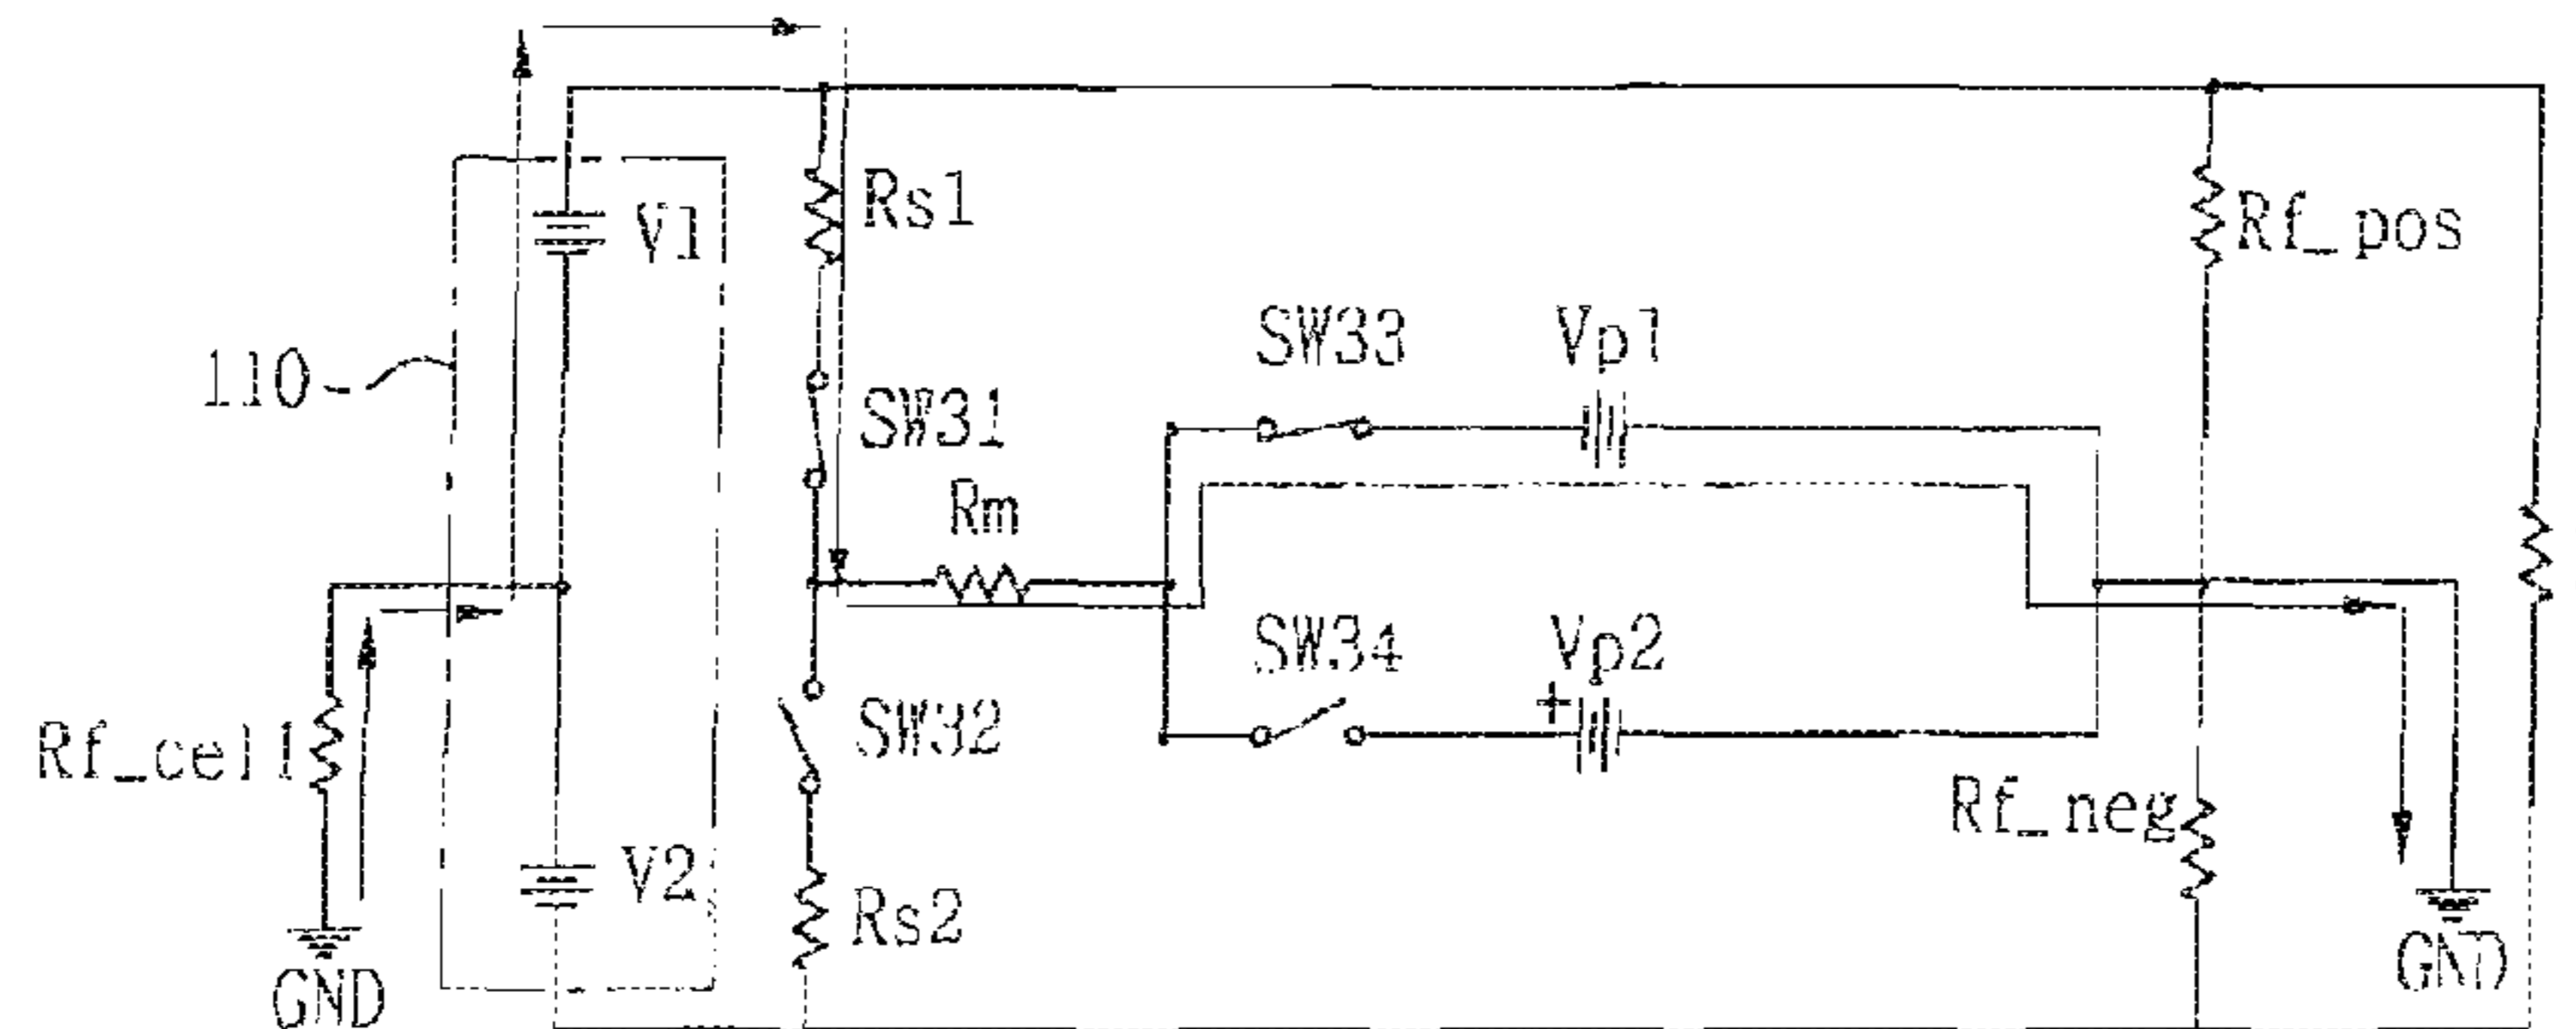 V1
Rs1
Rf_pos
110
SW33
Vp1
SW31
Rm
SW34
Vp2
+
Rf_cell
SW32
Rf_neg
V2
Rs2
GND
GND